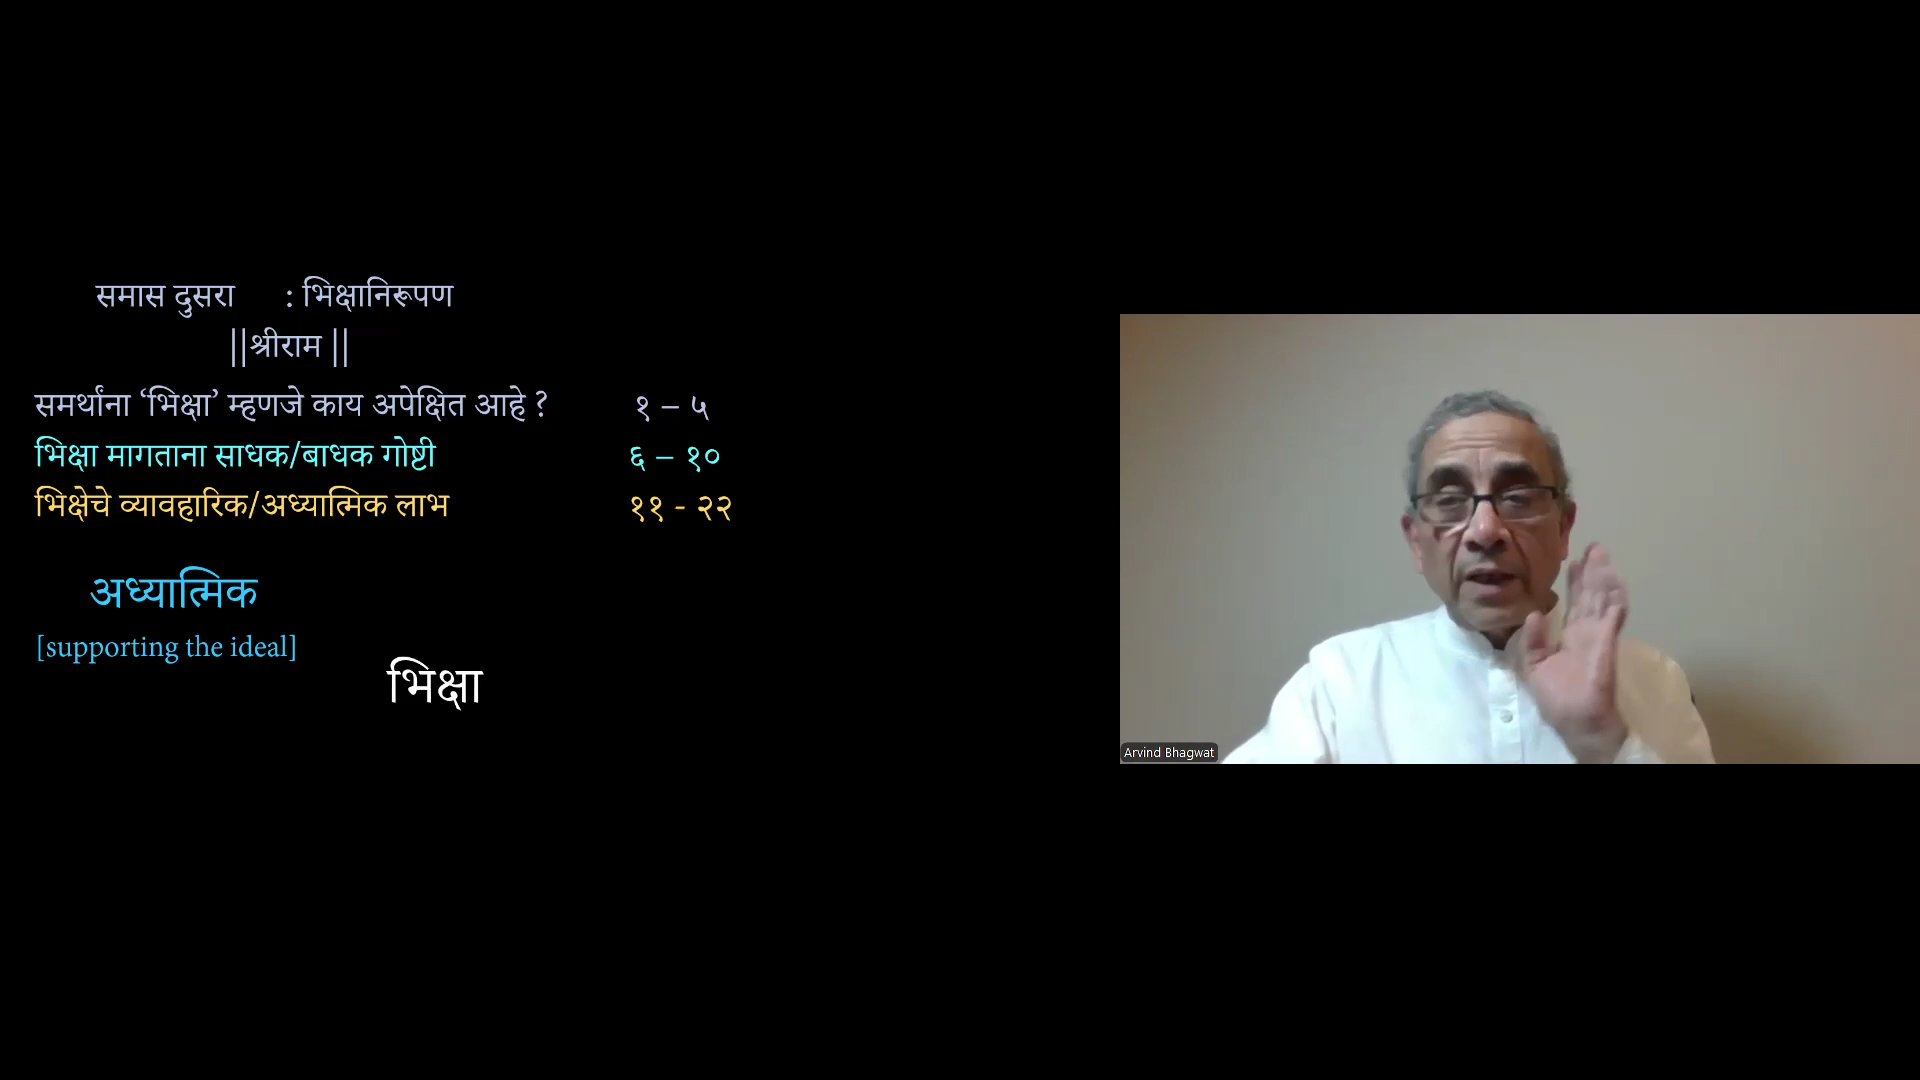 समास दुसरा : भिक्षानिरूपण
||श्रीराम ||
समर्थांना ‘भिक्षा’ म्हणजे काय अपेक्षित आहे ? १ – ५
भिक्षा मागताना साधक/बाधक गोष्टी ६ – १०
भिक्षेचे व्यावहारिक/अध्यात्मिक लाभ ११ - २२
अध्यात्मिक
[supporting the ideal]
भिक्षा
Arvind Bhagwat